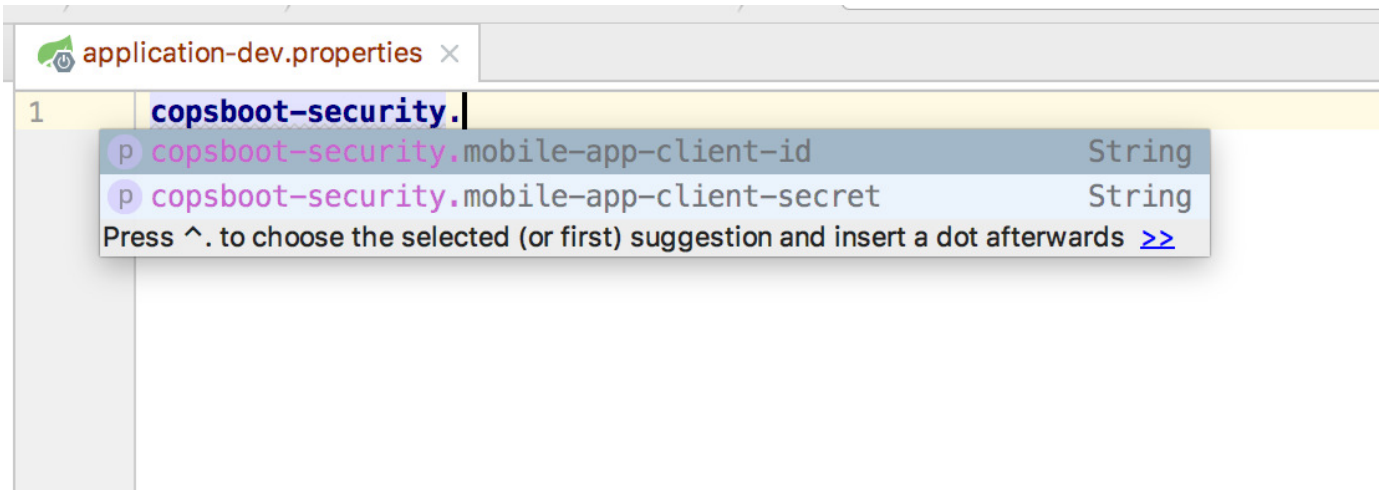 application-dev.properties ×
1 copsboot-security.
p copsboot-security.mobile-app-client-id String
p copsboot-security.mobile-app-client-secret String
Press ^. to choose the selected (or first) suggestion and insert a dot afterwards >>